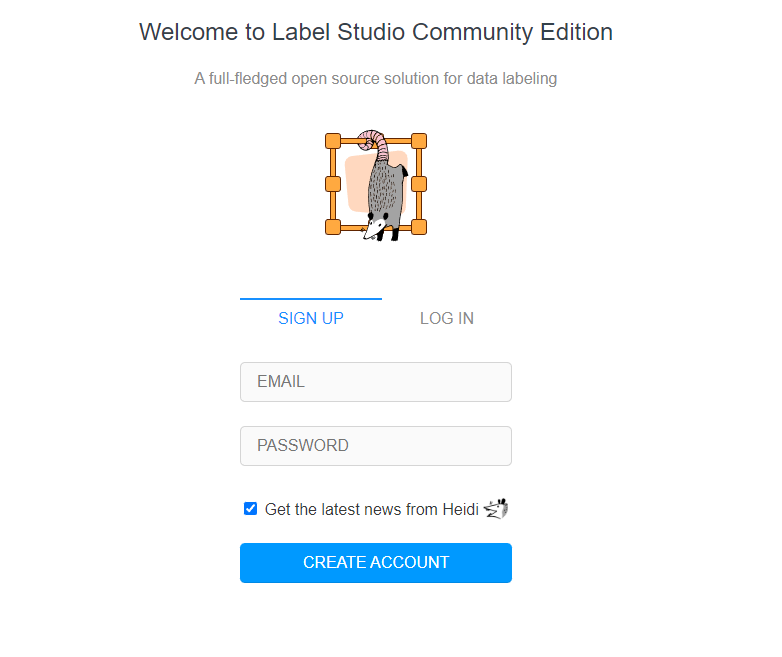 Welcome to Label Studio Community Edition
A full-fledged open source solution for data labeling
SIGN UP LOG IN
EMAIL
PASSWORD
Get the latest news from Heidi
CREATE ACCOUNT